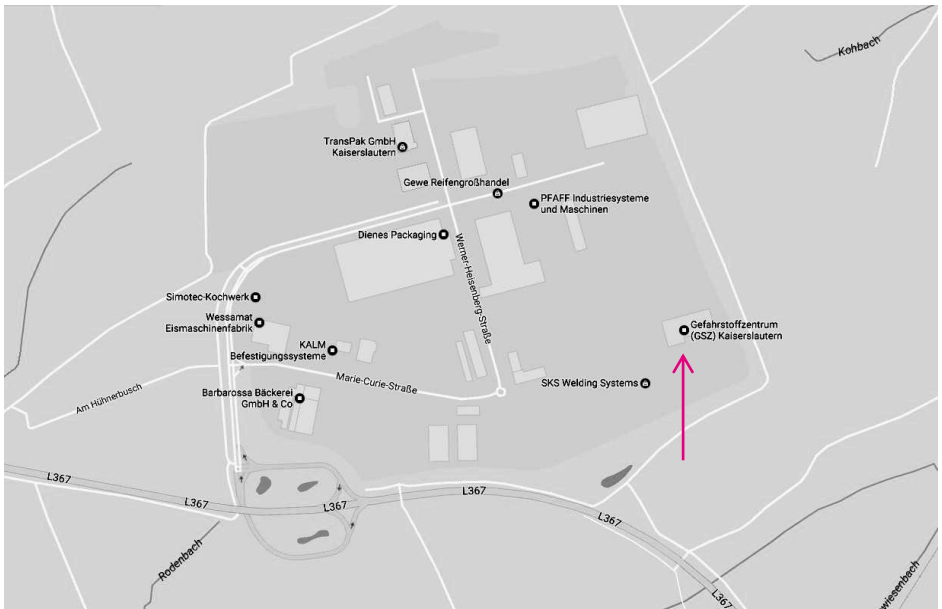 Kohbach
TransPak GmbH
Kaiserslautern
Gewe Reifengroßhandel
PFAFF Industriesysteme
und Maschinen
Dienes Packaging
Werner-Heisenberg-Straße
Simotec-Kochwerk
Wessamat
Eismaschinenfabrik
KALM
Befestigungssysteme
Gefahrstoffzentrum
(GSZ) Kaiserslautern
Marie-Curie-Straße
SKS Welding Systems
Am Hühnerbusch
Barbarossa Bäckerei
GmbH & Co
L367
L367
L367
L367
L367
L367
Rodenbach
wiesenbach